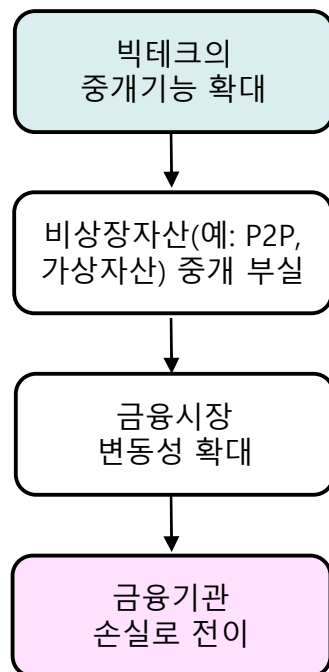 빅테크의
중개기능 확대
비상장자산(예: P2P,
가상자산) 중개 부실
금융시장
변동성 확대
금융기관
손실로 전이